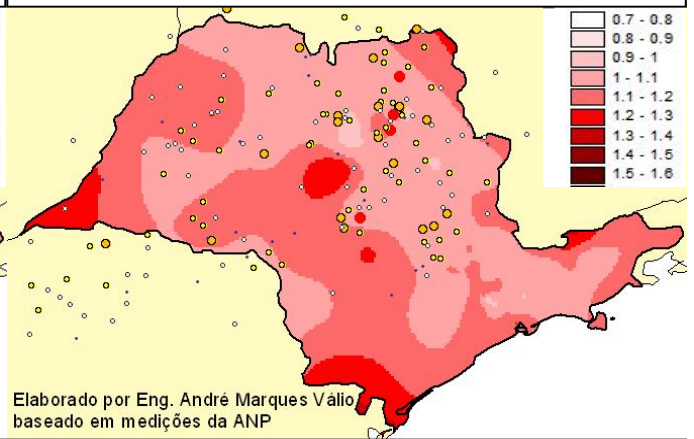 0.7 - 0.8
0.8 - 0.9
0.9 - 1
1 - 1.1
1.1 - 1.2
1.2 - 1.3
1.3 - 1.4
1.4 - 1.5
1.5 - 1.6
Elaborado por Eng. André Marques Válio
baseado em medições da ANP